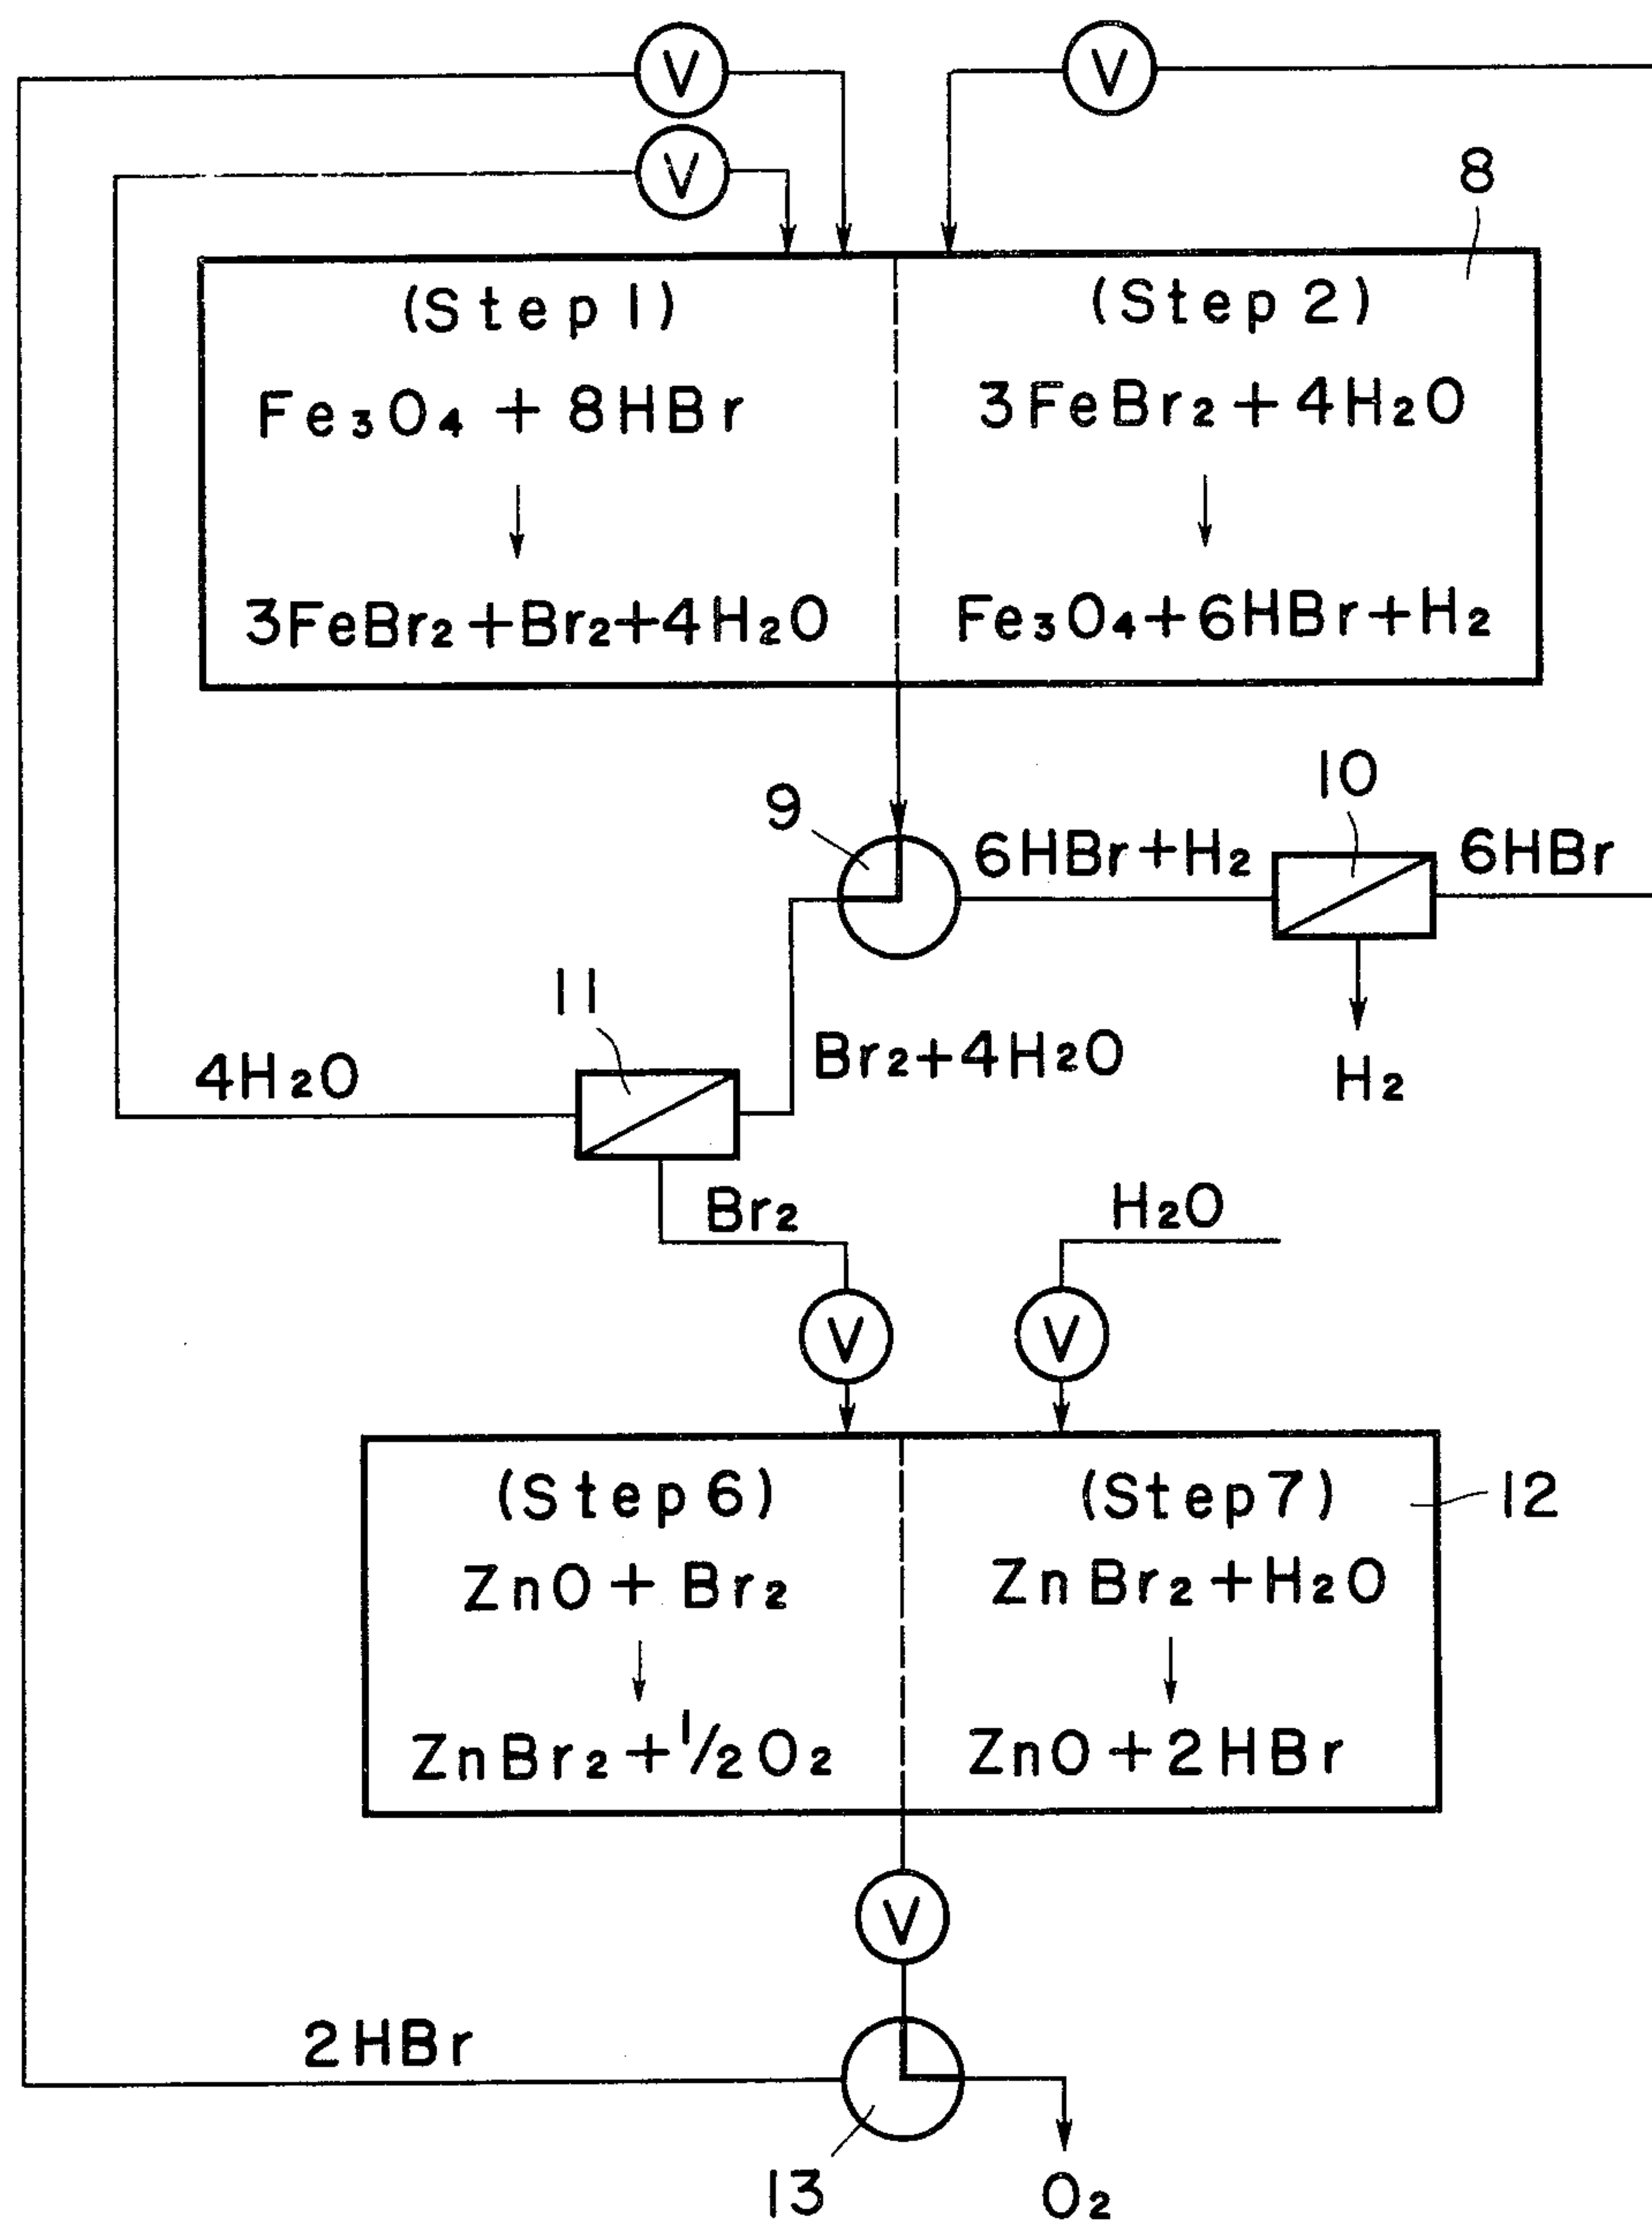 V
V
V
8
(Step 1)
(Step 2)
Fe₃O₄ + 8HBr
3FeBr₂ + 4H₂O
↓
↓
3FeBr₂ + Br₂ + 4H₂O
Fe₃O₄ + 6HBr + H₂
9
10
6HBr + H₂
6HBr
11
Br₂ + 4H₂O
H₂
4H₂O
Br₂
H₂O
V
V
(Step 6)
(Step 7)
12
ZnO + Br₂
ZnBr₂ + H₂O
↓
↓
ZnBr₂ + ½O₂
ZnO + 2HBr
V
2HBr
13
O₂